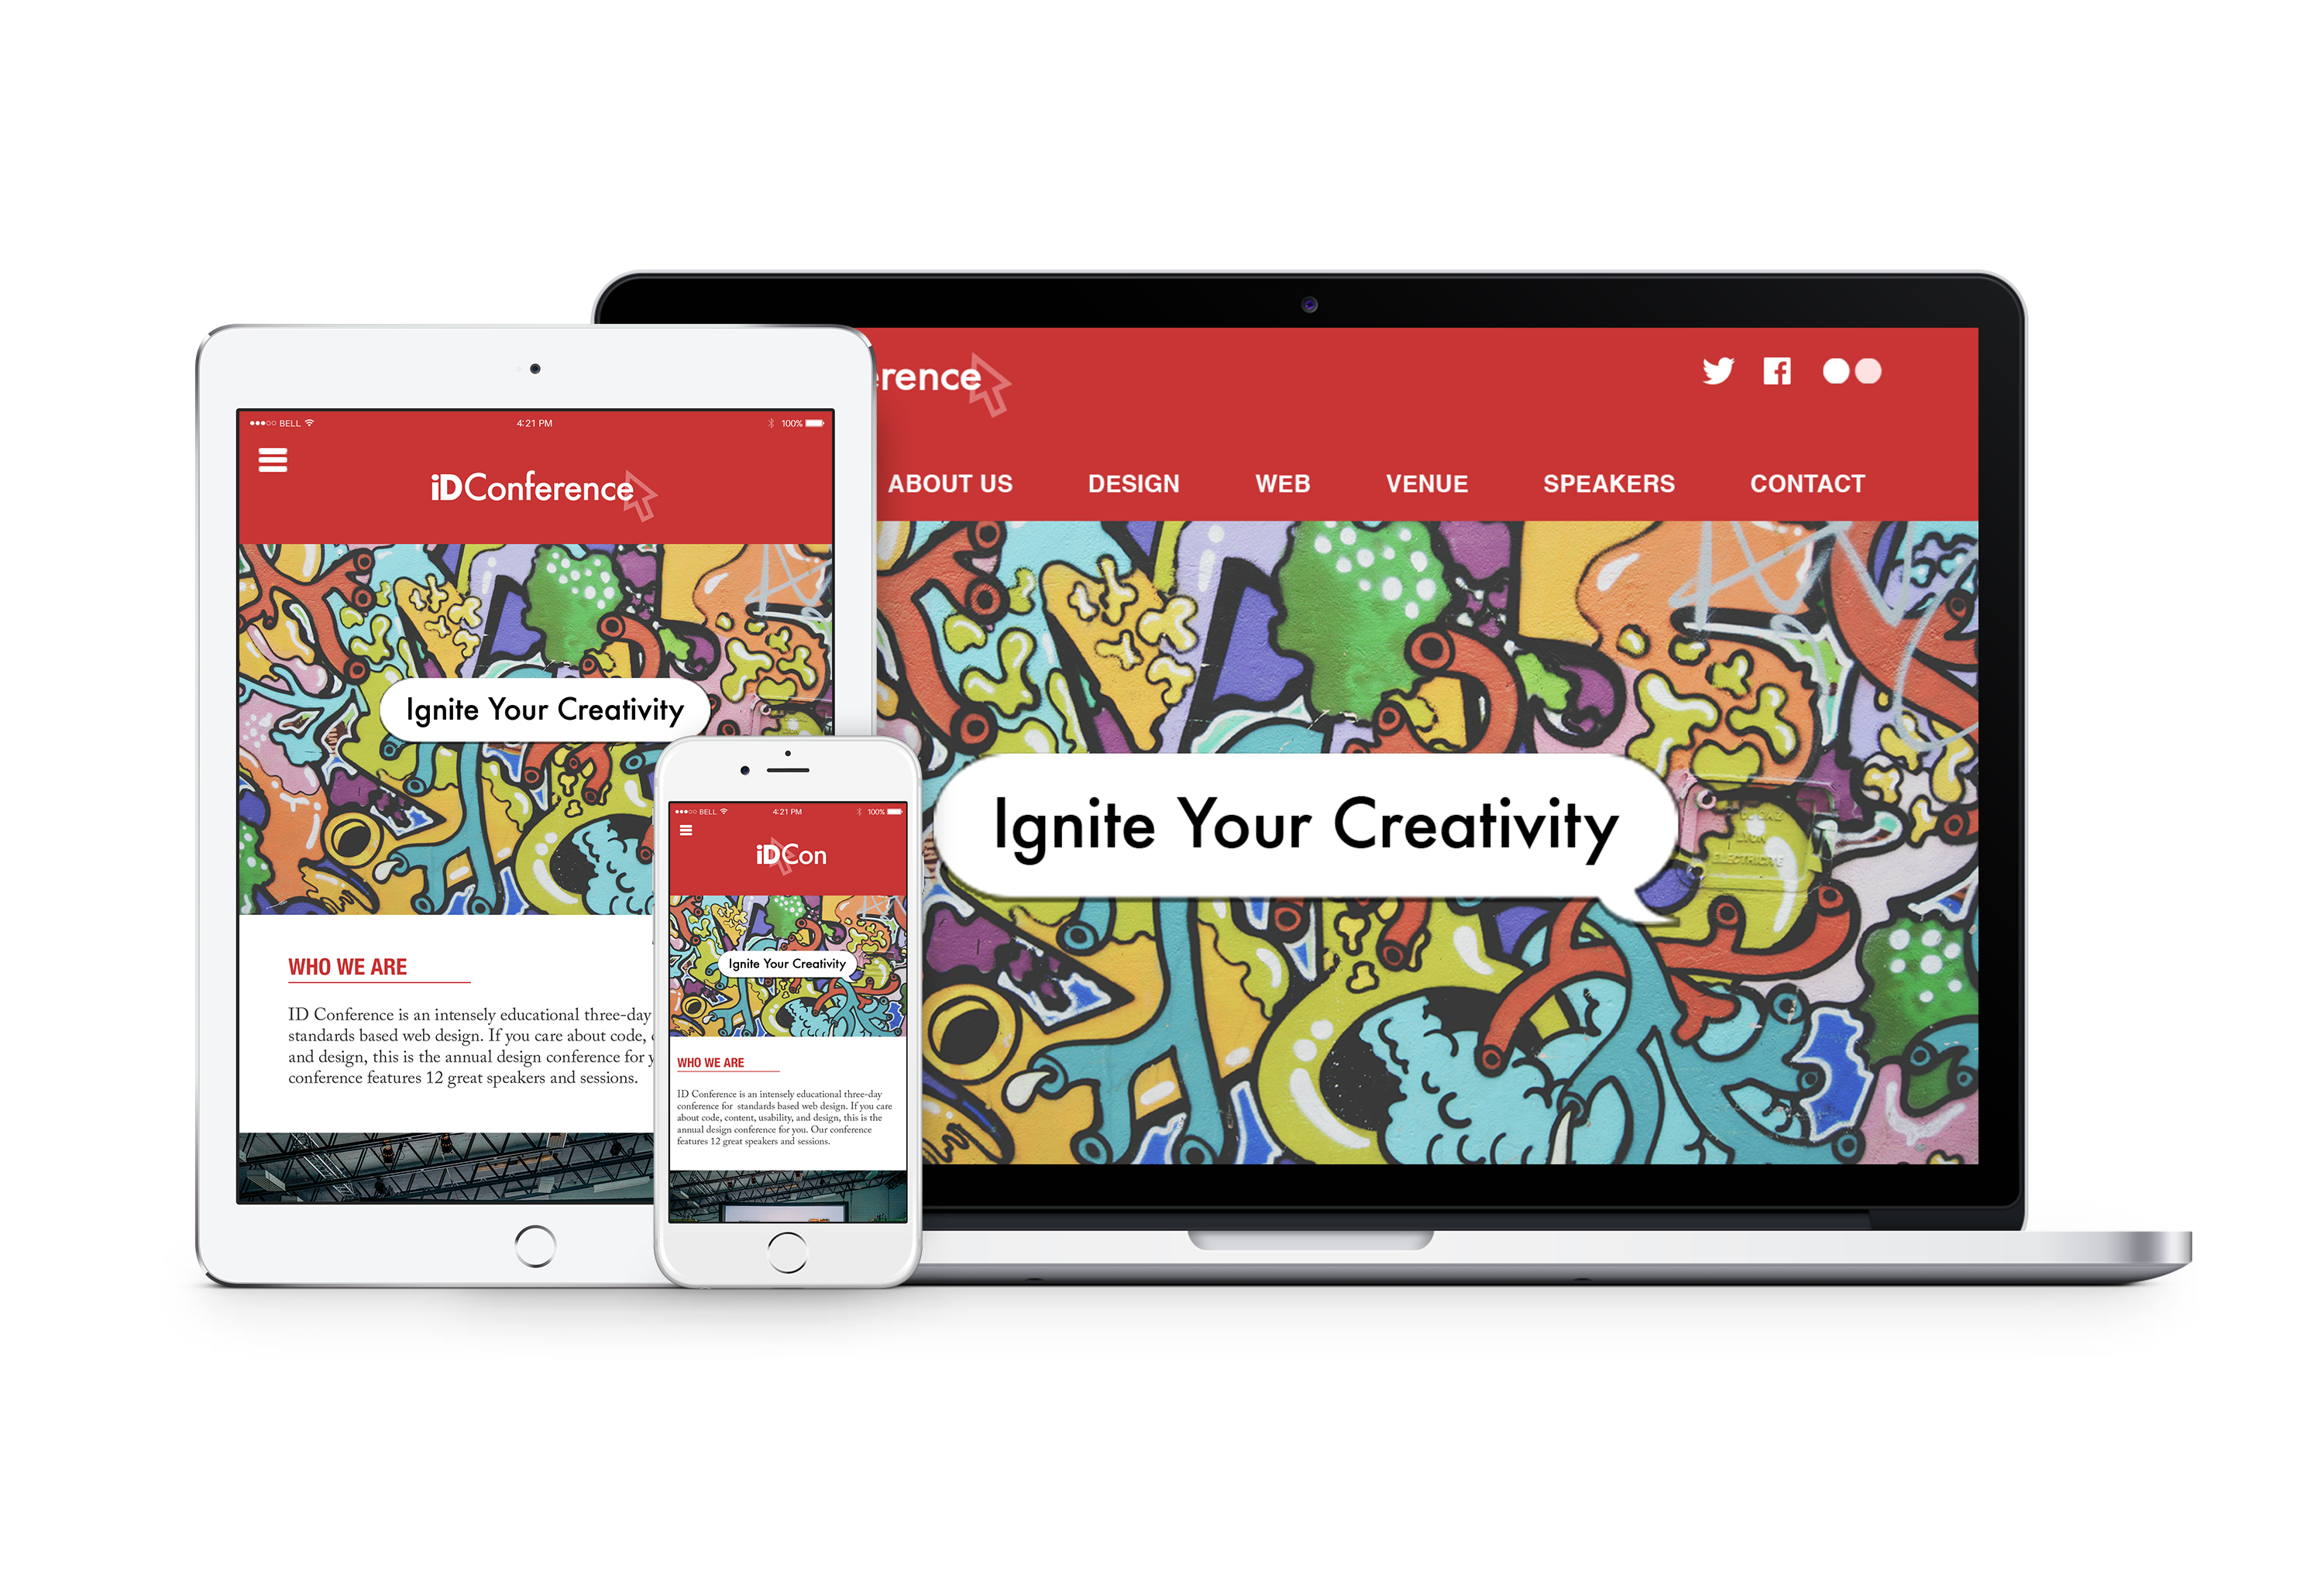 ●●●○○ BELL
4:21 PM
100%
iDConference
Ignite Your Creativity
WHO WE ARE
ID Conference is an intensely educational three-day
standards based web design. If you care about code,
and design, this is the annual design conference for
conference features 12 great speakers and sessions.
●●●○○ BELL
4:21 PM
100%
iDCon
Ignite Your Creativity
WHO WE ARE
ID Conference is an intensely educational three-day
conference for standards based web design. If you care
about code, content, usability, and design, this is the
annual design conference for you. Our conference
features 12 great speakers and sessions.
erence
ABOUT US DESIGN WEB VENUE SPEAKERS CONTACT
Ignite Your Creativity
ELECTRICITE